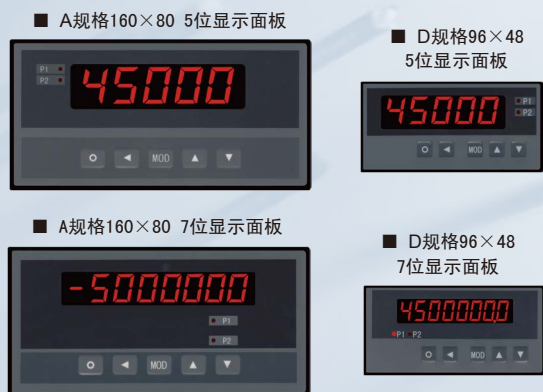 ■ A规格160×80 5位显示面板
P1
P2
45000
MOD
■ D规格96×48
5位显示面板
45000
P1
P2
MOD
■ A规格160×80 7位显示面板
-5000000
P1
P2
MOD
■ D规格96×48
7位显示面板
4500000.0
P1 P2
MOD